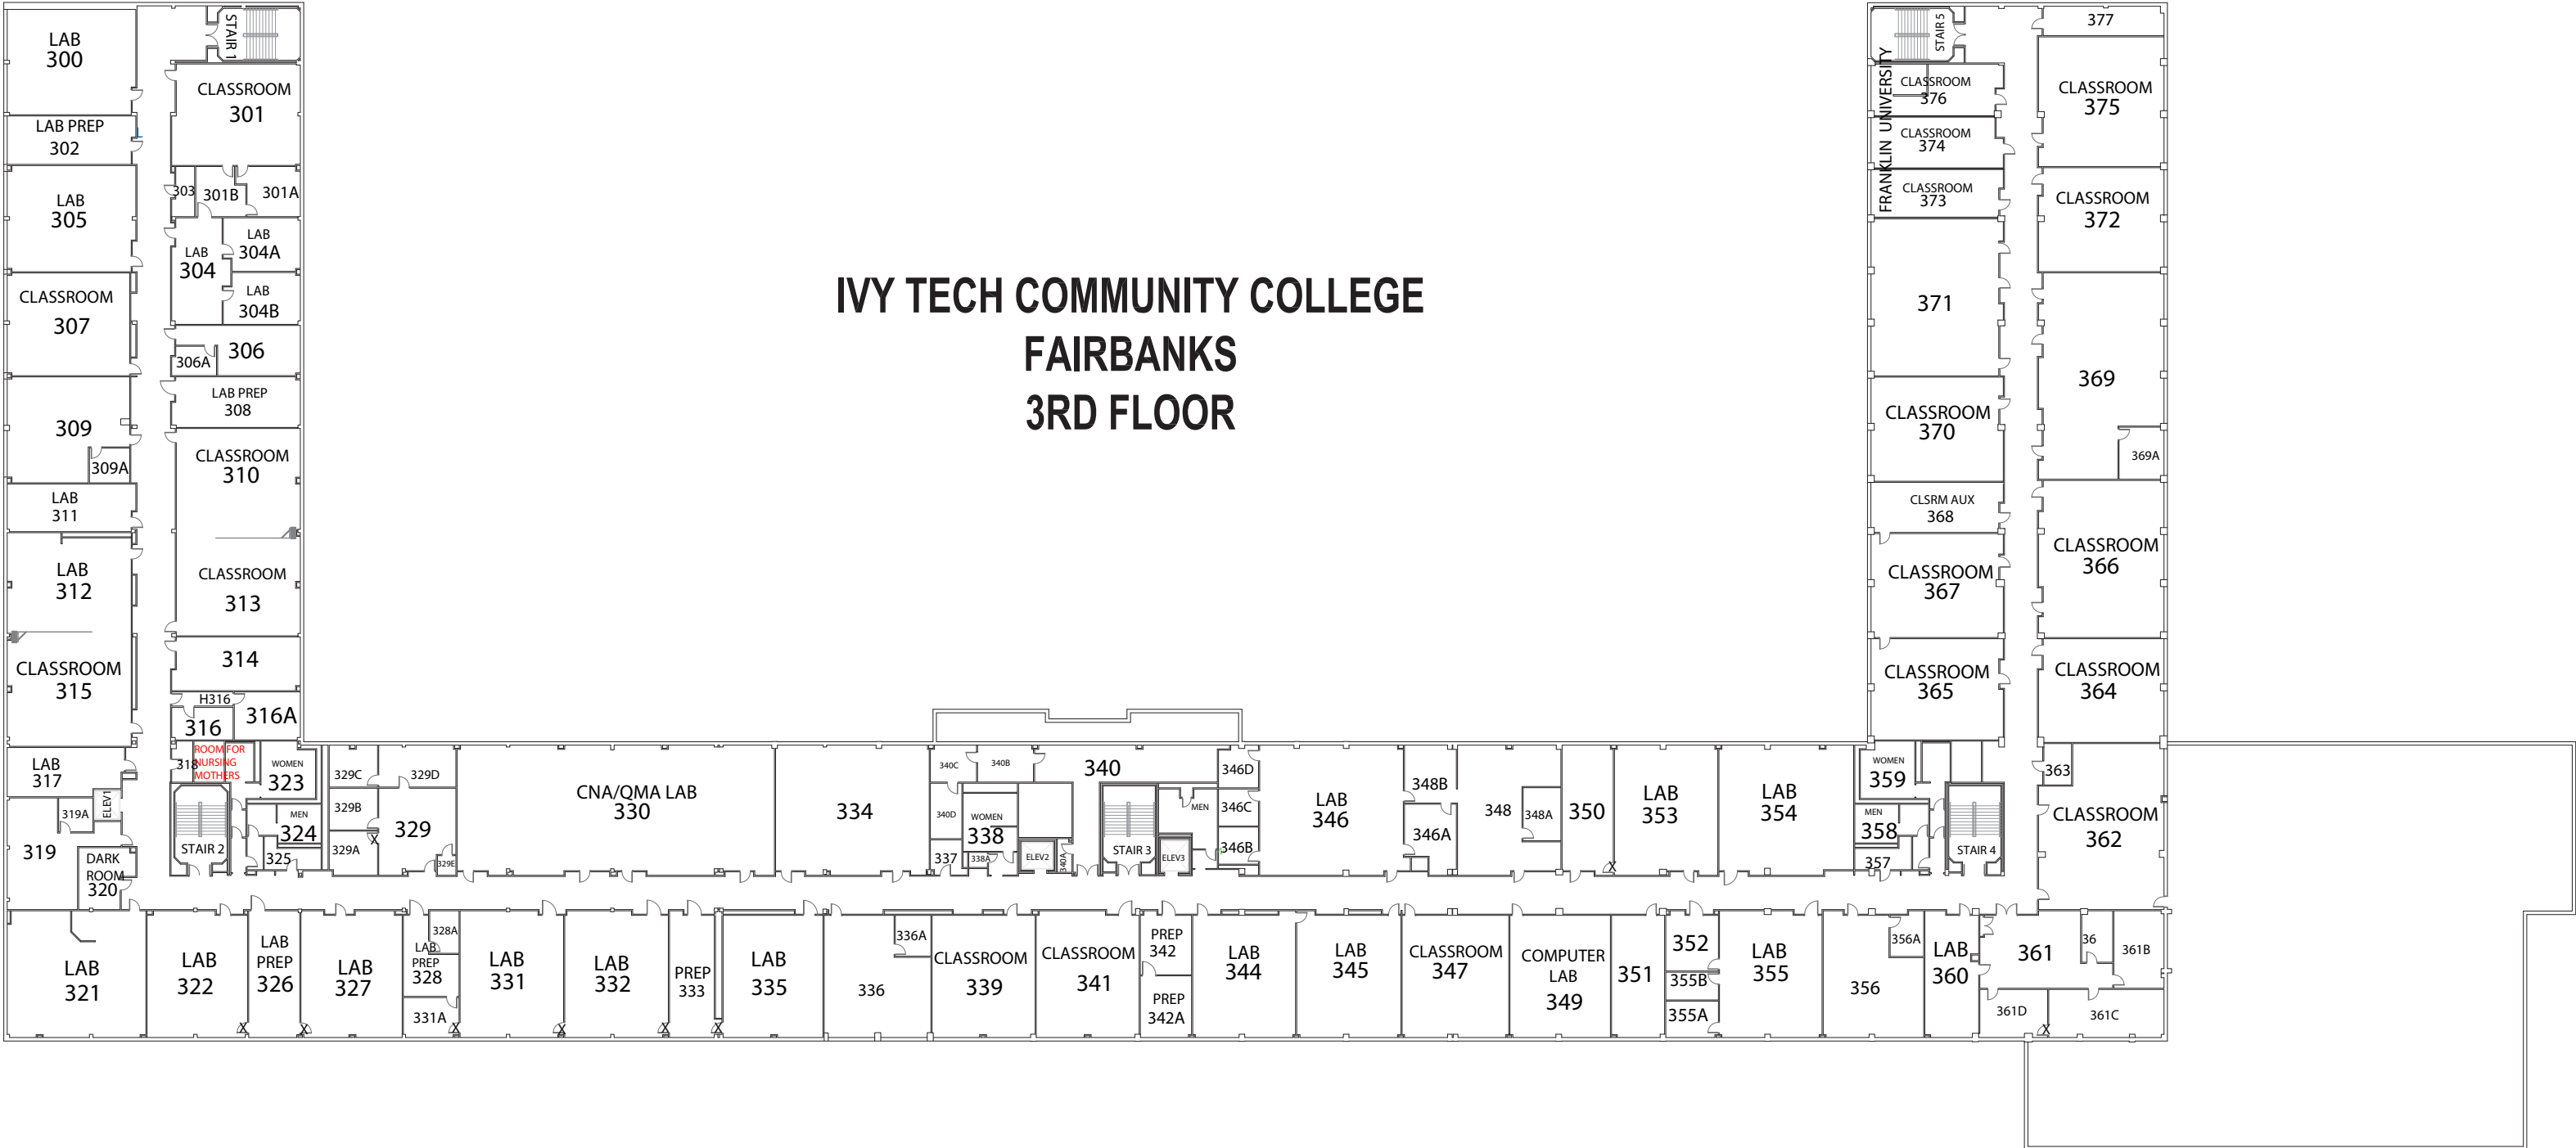 IVY TECH COMMUNITY COLLEGE
FAIRBANKS
3RD FLOOR
LAB
300
STAIR 1
CLASSROOM
301
LAB PREP
302
303
301B
301A
LAB
305
LAB
304
LAB
304A
LAB
304B
CLASSROOM
307
306
306A
LAB PREP
308
309
309A
CLASSROOM
310
LAB
311
LAB
312
CLASSROOM
313
CLASSROOM
315
314
H316
316
316A
LAB
317
318
ROOM FOR
NURSING
MOTHERS
WOMEN
323
319A
ELEV1
319
DARK
ROOM
320
STAIR 2
MEN
324
325
329C
329D
329B
329
329A
329E
CNA/QMA LAB
330
334
340C
340B
340
340D
WOMEN
338
337
338A
ELEV2
340A
STAIR 3
MEN
ELEV3
346D
346C
346B
LAB
346
348B
346A
348
348A
350
LAB
353
LAB
354
WOMEN
359
MEN
358
357
STAIR 4
X
X
LAB
321
LAB
322
LAB
PREP
326
LAB
327
328A
LAB
PREP
328
331A
LAB
331
LAB
332
PREP
333
LAB
335
336A
336
CLASSROOM
339
CLASSROOM
341
PREP
342
PREP
342A
LAB
344
LAB
345
CLASSROOM
347
COMPUTER
LAB
349
351
352
355B
355A
LAB
355
356A
356
LAB
360
361
36
361B
361D
361C
X
X
X
X
X
X
X
STAIR 5
FRANKLIN UNIVERSITY
377
CLASSROOM
376
CLASSROOM
375
CLASSROOM
374
CLASSROOM
373
CLASSROOM
372
371
369
369A
CLASSROOM
370
CLSRM AUX
368
CLASSROOM
367
CLASSROOM
366
CLASSROOM
365
CLASSROOM
364
363
CLASSROOM
362